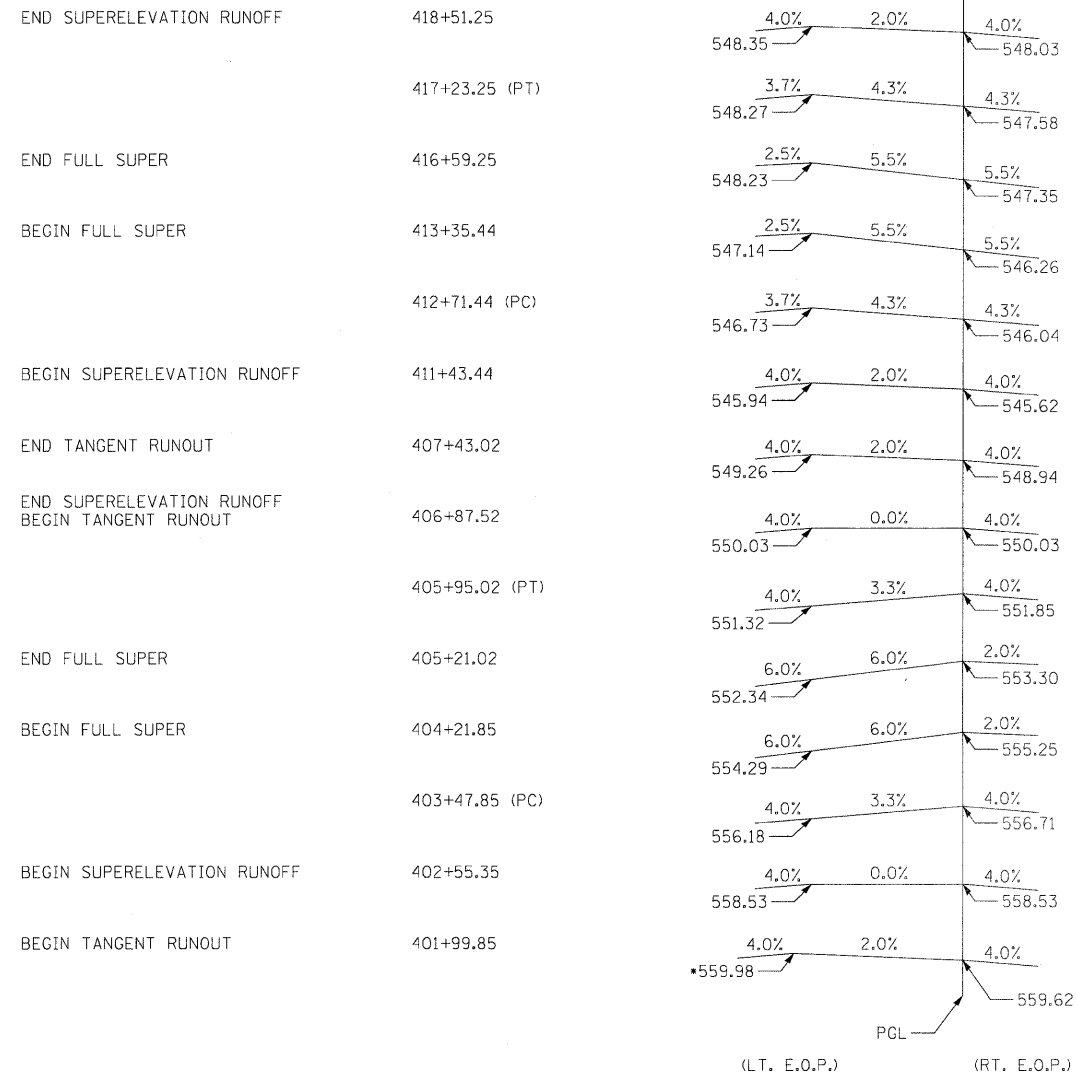 END SUPERELEVATION RUNOFF 418+51.25 4.0% 2.0% 4.0%
548.35 548.03
417+23.25 (PT) 3.7% 4.3% 4.3%
548.27 547.58
END FULL SUPER 416+59.25 2.5% 5.5% 5.5%
548.23 547.35
BEGIN FULL SUPER 413+35.44 2.5% 5.5% 5.5%
547.14 546.26
412+71.44 (PC) 3.7% 4.3% 4.3%
546.73 546.04
BEGIN SUPERELEVATION RUNOFF 411+43.44 4.0% 2.0% 4.0%
545.94 545.62
END TANGENT RUNOUT 407+43.02 4.0% 2.0% 4.0%
549.26 548.94
END SUPERELEVATION RUNOFF
BEGIN TANGENT RUNOUT 406+87.52 4.0% 0.0% 4.0%
550.03 550.03
405+95.02 (PT) 4.0% 3.3% 4.0%
551.32 551.85
END FULL SUPER 405+21.02 6.0% 6.0% 2.0%
552.34 553.30
BEGIN FULL SUPER 404+21.85 6.0% 6.0% 2.0%
554.29 555.25
403+47.85 (PC) 4.0% 3.3% 4.0%
556.18 556.71
BEGIN SUPERELEVATION RUNOFF 402+55.35 4.0% 0.0% 4.0%
558.53 558.53
BEGIN TANGENT RUNOUT 401+99.85 4.0% 2.0% 4.0%
*559.98 559.62
PGL
(LT. E.O.P.) (RT. E.O.P.)